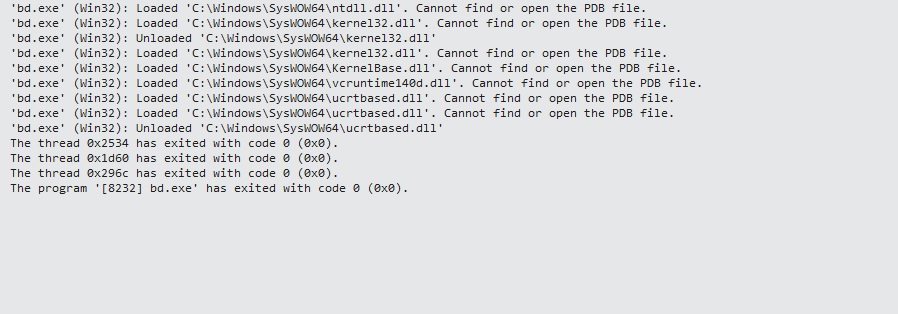 'bd.exe' (Win32): Loaded 'C:\Windows\SysWOW64\ntdll.dll'. Cannot find or open the PDB file.
'bd.exe' (Win32): Loaded 'C:\Windows\SysWOW64\kernel32.dll'. Cannot find or open the PDB file.
'bd.exe' (Win32): Unloaded 'C:\Windows\SysWOW64\kernel32.dll'
'bd.exe' (Win32): Loaded 'C:\Windows\SysWOW64\kernel32.dll'. Cannot find or open the PDB file.
'bd.exe' (Win32): Loaded 'C:\Windows\SysWOW64\KernelBase.dll'. Cannot find or open the PDB file.
'bd.exe' (Win32): Loaded 'C:\Windows\SysWOW64\vcruntime140d.dll'. Cannot find or open the PDB file.
'bd.exe' (Win32): Loaded 'C:\Windows\SysWOW64\ucrtbased.dll'. Cannot find or open the PDB file.
'bd.exe' (Win32): Loaded 'C:\Windows\SysWOW64\ucrtbased.dll'. Cannot find or open the PDB file.
'bd.exe' (Win32): Unloaded 'C:\Windows\SysWOW64\ucrtbased.dll'
The thread 0x2534 has exited with code 0 (0x0).
The thread 0x1d60 has exited with code 0 (0x0).
The thread 0x296c has exited with code 0 (0x0).
The program '[8232] bd.exe' has exited with code 0 (0x0).